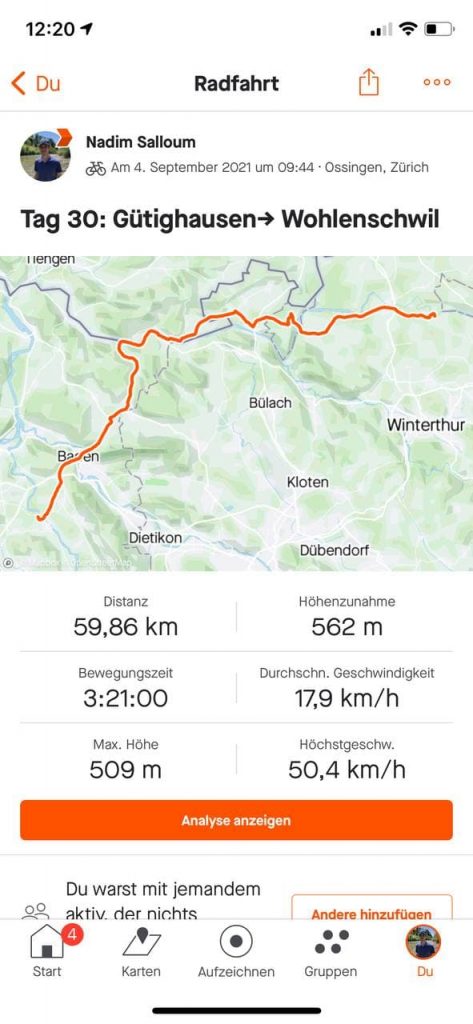 12:20
Du
Radfahrt
Nadim Salloum
Am 4. September 2021 um 09:44 · Ossingen, Zürich
Tag 30: Gütighausen→ Wohlenschwil
Tiengen
Bülach
Winterthur
Baden
Kloten
Dietikon
Dübendorf
© Mapbox © OpenStreetMap
Distanz
59,86 km
Höhenzunahme
562 m
Bewegungszeit
3:21:00
Durchschn. Geschwindigkeit
17,9 km/h
Max. Höhe
509 m
Höchstgeschw.
50,4 km/h
Analyse anzeigen
Du warst mit jemandem
aktiv, der nichts
Andere hinzufügen
4
Start
Karten
Aufzeichnen
Gruppen
Du